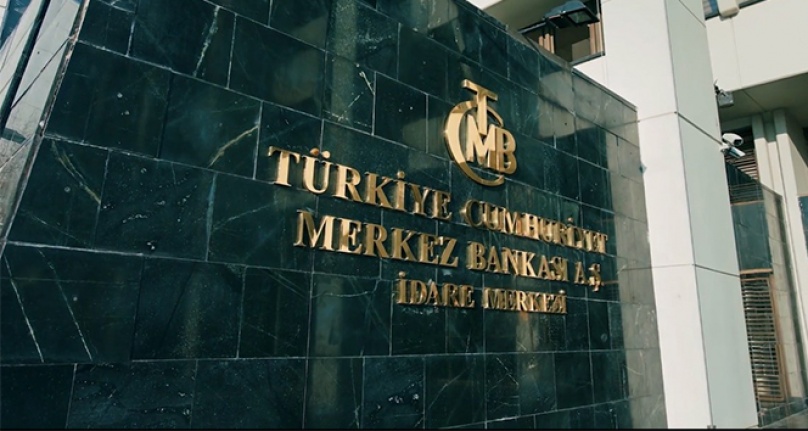 TCMB
TÜRKİYE CUMHURİYET
MERKEZ BANKASI A.Ş.
İDARE MERKEZİ